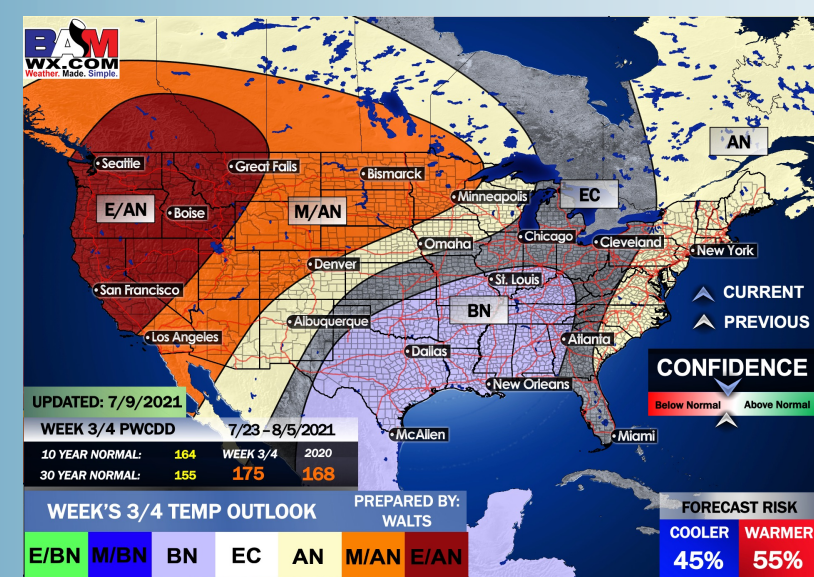 BAM
WX.COM
Weather. Made. Simple.
AN
Seattle
Great Falls
Bismarck
Minneapolis
EC
E/AN
Boise
M/AN
Omaha
Chicago
Cleveland
New York
Denver
San Francisco
St. Louis
BN
CURRENT
Albuquerque
PREVIOUS
Los Angeles
Atlanta
Dallas
New Orleans
CONFIDENCE
Below Normal
Above Normal
McAllen
Miami
UPDATED: 7/9/2021
WEEK 3/4 PWCDD 7/23 - 8/5/2021
10 YEAR NORMAL: 164 WEEK 3/4 2020
30 YEAR NORMAL: 155 175 168
WEEK'S 3/4 TEMP OUTLOOK
PREPARED BY:
WALTS
E/BN M/BN BN EC AN M/AN E/AN
FORECAST RISK
COOLER WARMER
45% 55%